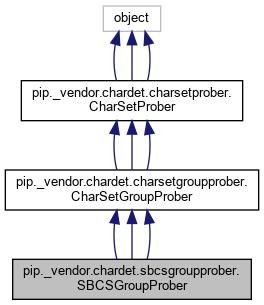 object
pip._vendor.chardet.charsetprober.
CharSetProber
pip._vendor.chardet.charsetgroupprober.
CharSetGroupProber
pip._vendor.chardet.sbcsgroupprober.
SBCSGroupProber